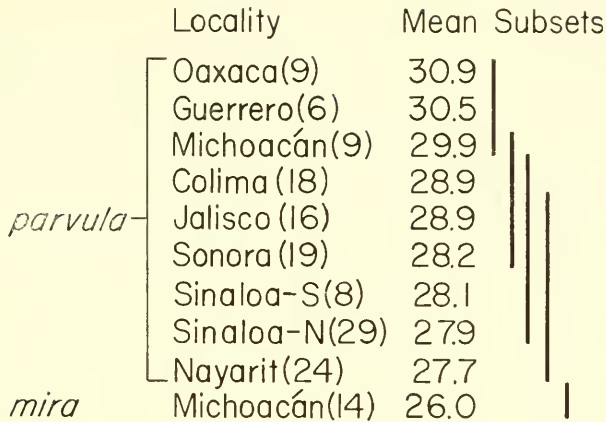 Locality Mean Subsets
Oaxaca(9) 30.9
Guerrero(6) 30.5
Michoacán(9) 29.9
Colima(18) 28.9
parvula Jalisco(16) 28.9
Sonora(19) 28.2
Sinaloa-S(8) 28.1
Sinaloa-N(29) 27.9
Nayarit(24) 27.7
mira Michoacán(14) 26.0